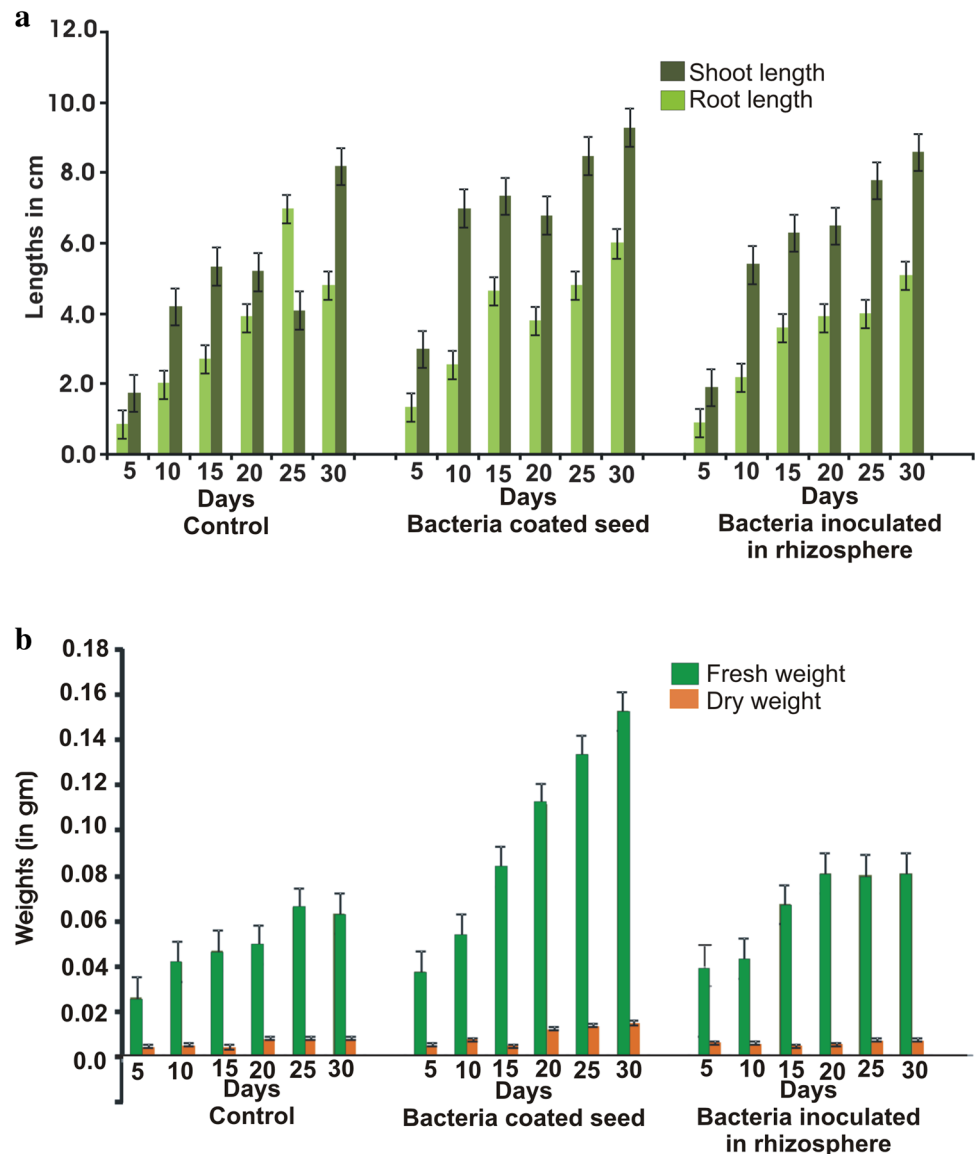 a
12.0
10.0
8.0
6.0
4.0
2.0
0.0
Lengths in cm
Shoot length
Root length
5 10 15 20 25 30
Days
Control
5 10 15 20 25 30
Days
Bacteria coated seed
5 10 15 20 25 30
Days
Bacteria inoculated
in rhizosphere
b
0.18
0.16
0.14
0.12
0.10
0.08
0.06
0.04
0.02
0.0
Weights (in gm)
Fresh weight
Dry weight
5 10 15 20 25 30
Days
Control
5 10 15 20 25 30
Days
Bacteria coated seed
5 10 15 20 25 30
Days
Bacteria inoculated
in rhizosphere